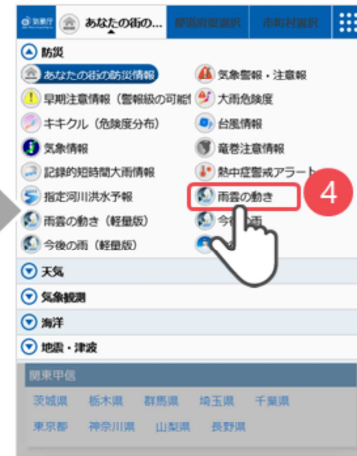 気象庁 あなたの街の... 都道府県選択 市町村選択
防災
あなたの街の防災情報 気象警報・注意報
早期注意情報（警報級の可能性 大雨危険度
キキクル（危険度分布） 台風情報
気象情報 竜巻注意情報
記録的短時間大雨情報 熱中症警戒アラート
指定河川洪水予報 雨雲の動き 4
雨雲の動き（軽量版） 今後の雨
今後の雨（軽量版）
天気
気象観測
海洋
地震・津波
関東甲信
茨城県 栃木県 群馬県 埼玉県 千葉県
東京都 神奈川県 山梨県 長野県